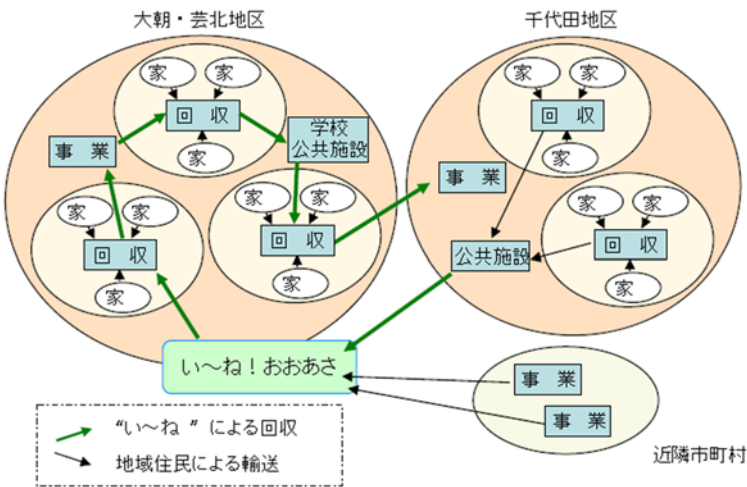 大朝・芸北地区
千代田地区
家
家
回　収
家
学校
公共施設
事　業
家
家
回　収
家
家
家
回　収
家
家
家
回　収
家
事　業
家
家
回　収
家
公共施設
い～ね！おおあさ
事　業
事　業
近隣市町村
“い～ね ”による回収
地域住民による輸送